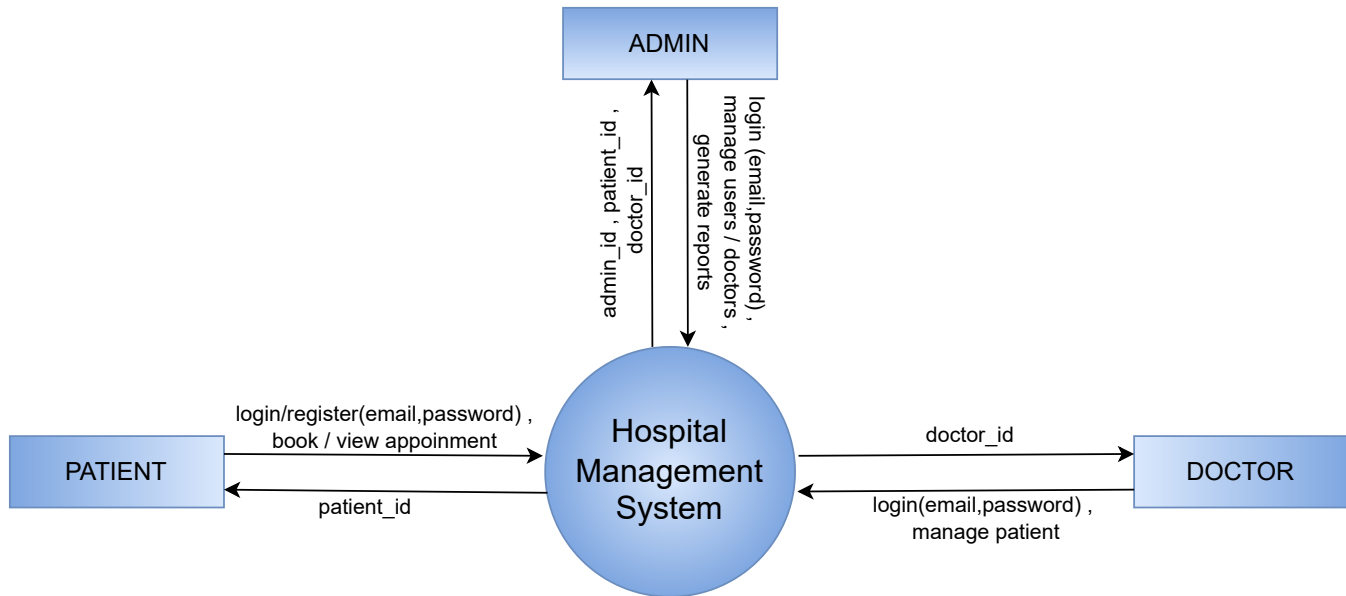 ADMIN
admin_id , patient_id ,
doctor_id
login (email,password) ,
manage users / doctors ,
generate reports
login/register(email,password) ,
book / view appoinment
PATIENT
patient_id
Hospital
Management
System
doctor_id
DOCTOR
login(email,password) ,
manage patient